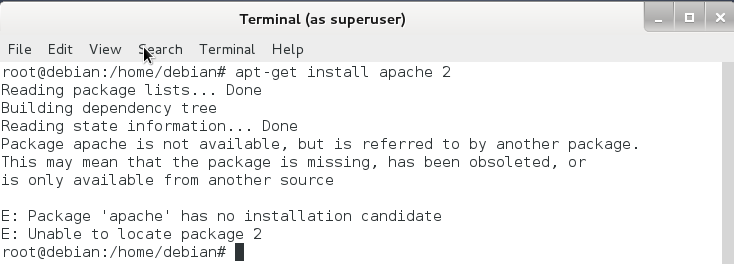 Terminal (as superuser)
File Edit View Search Terminal Help
root@debian:/home/debian# apt-get install apache 2
Reading package lists... Done
Building dependency tree
Reading state information... Done
Package apache is not available, but is referred to by another package.
This may mean that the package is missing, has been obsoleted, or
is only available from another source
E: Package 'apache' has no installation candidate
E: Unable to locate package 2
root@debian:/home/debian#